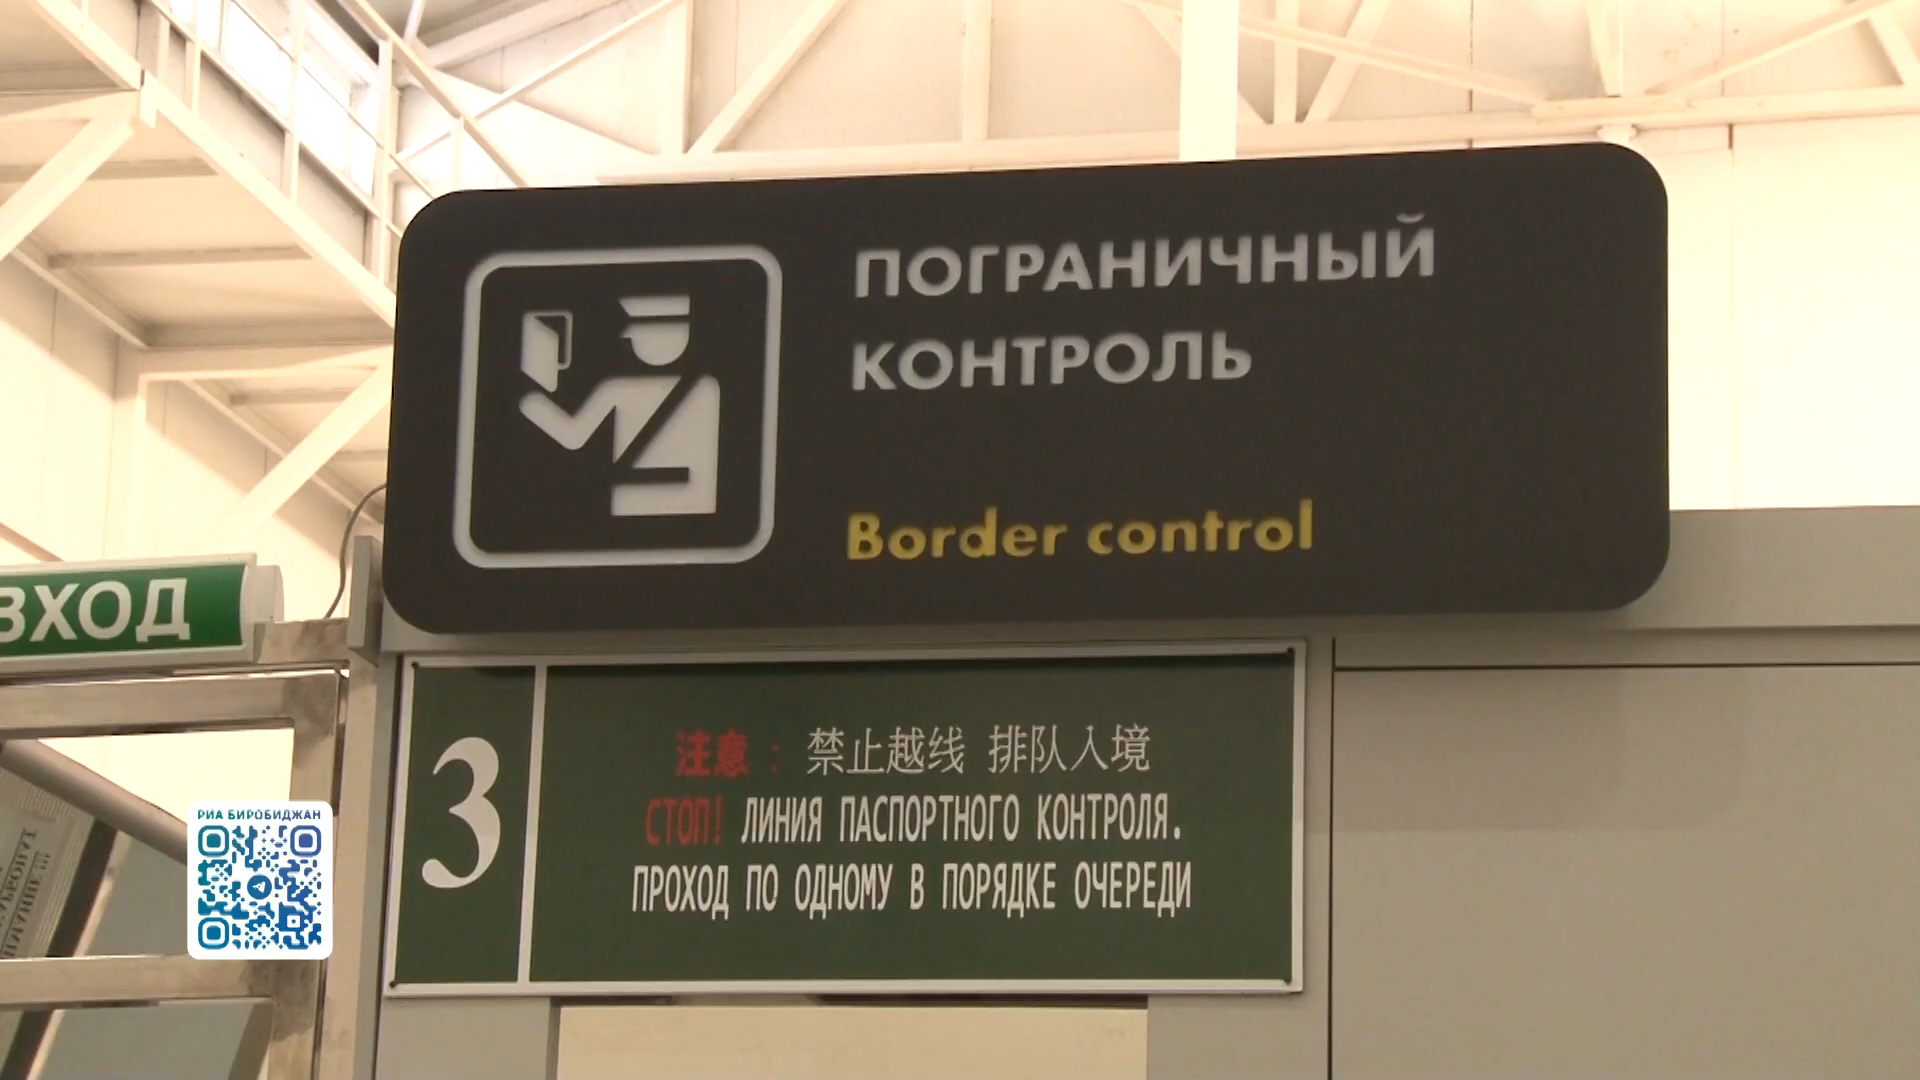 ПОГРАНИЧНЫЙ
КОНТРОЛЬ
Border control
ВХОД
3
注意：禁止越线 排队入境
СТОП! ЛИНИЯ ПАСПОРТНОГО КОНТРОЛЯ.
ПРОХОД ПО ОДНОМУ В ПОРЯДКЕ ОЧЕРЕДИ
РИА БИРОБИДЖАН